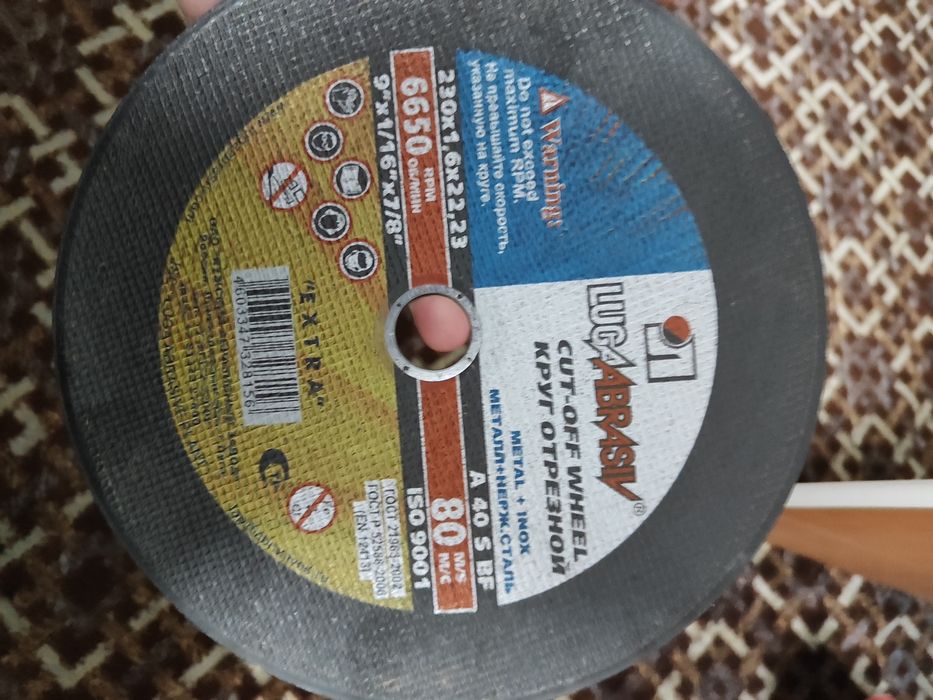 LUGAABRASIV®
CUT-OFF WHEEL
КРУГ ОТРЕЗНОЙ
METAL + INOX
МЕТАЛЛ+НЕРЖ.СТАЛЬ
Warning!
Do not exceed
maximum RPM.
Не превышайте скорость,
указанную на круге.
230x1,6x22,23
6650 RPM
ОБ/МИН
9"x1/16"x7/8"
A 40 S BF
80 M/S
М/С
ISO 9001
ГОСТ 21963-2002
ГОСТ Р 52588-2006
EN 12413
"EXTRA"